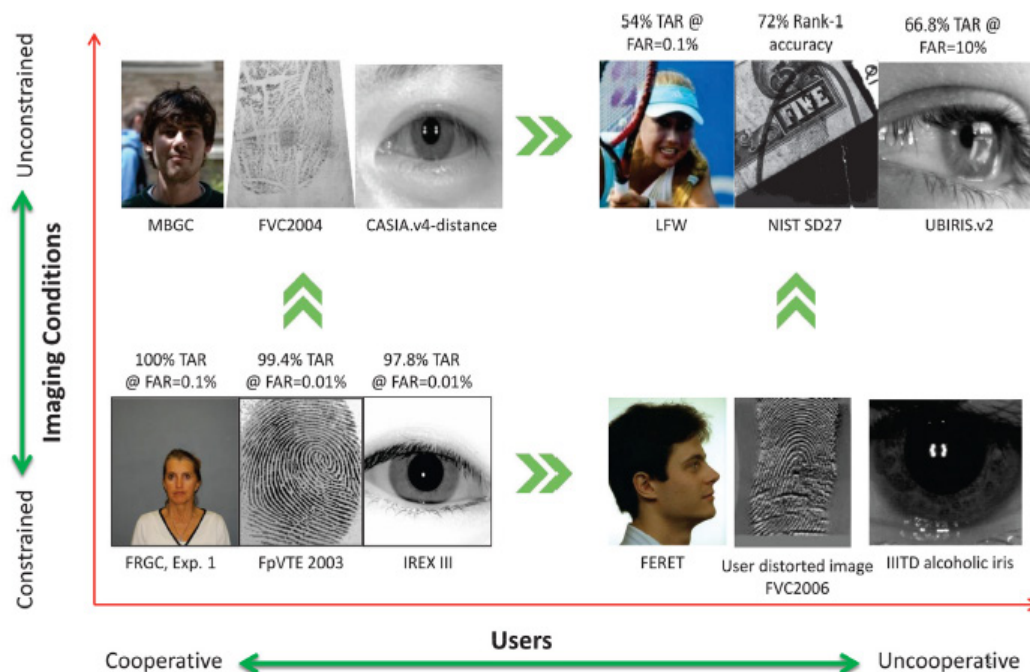 54% TAR @
FAR=0.1%
72% Rank-1
accuracy
66.8% TAR @
FAR=10%
FIVE
MBGC
FVC2004
CASIA.v4-distance
LFW
NIST SD27
UBIRIS.v2
Unconstrained
Imaging Conditions
Constrained
100% TAR
@ FAR=0.1%
99.4% TAR
@ FAR=0.01%
97.8% TAR
@ FAR=0.01%
FRGC, Exp. 1
FpVTE 2003
IREX III
FERET
User distorted image
FVC2006
IIITD alcoholic iris
Users
Cooperative
Uncooperative